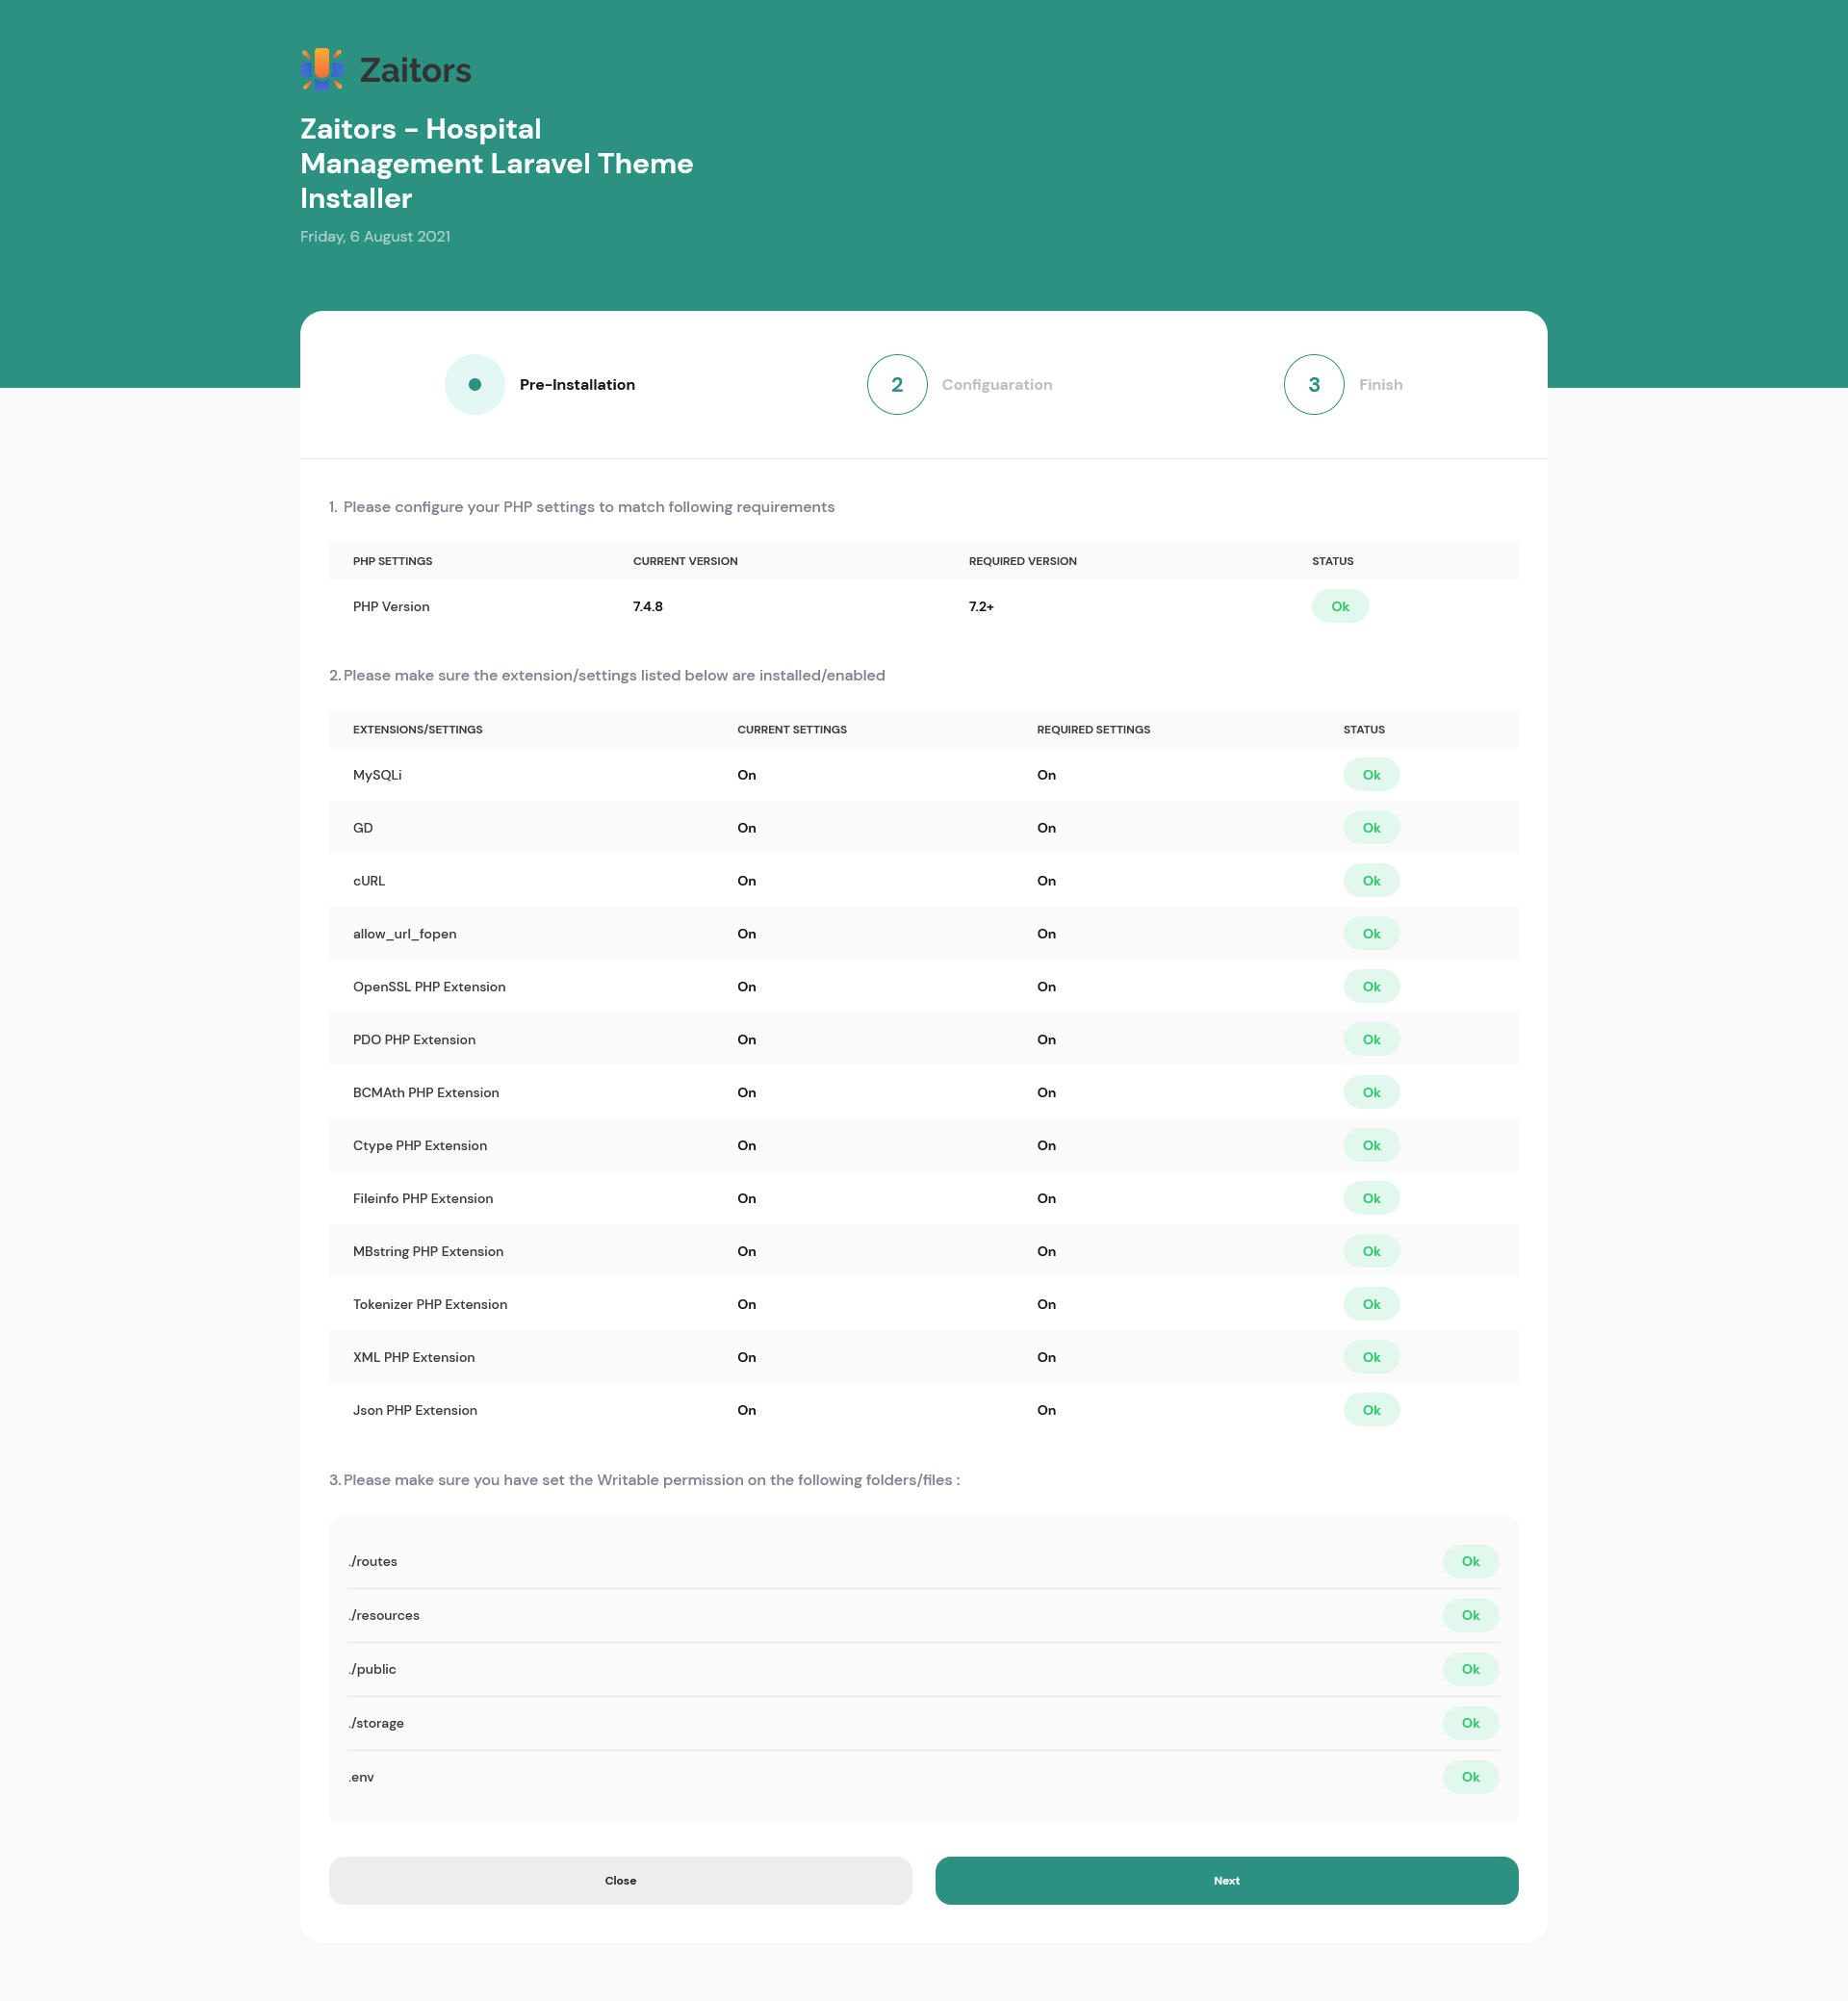 Zaitors
Zaitors - Hospital
Management Laravel Theme
Installer
Friday, 6 August 2021
Pre-Installation
2 Configuaration
3 Finish
1. Please configure your PHP settings to match following requirements
PHP SETTINGS CURRENT VERSION REQUIRED VERSION STATUS
PHP Version 7.4.8 7.2+ Ok
2. Please make sure the extension/settings listed below are installed/enabled
EXTENSIONS/SETTINGS CURRENT SETTINGS REQUIRED SETTINGS STATUS
MySQLi On On Ok
GD On On Ok
cURL On On Ok
allow_url_fopen On On Ok
OpenSSL PHP Extension On On Ok
PDO PHP Extension On On Ok
BCMAth PHP Extension On On Ok
Ctype PHP Extension On On Ok
Fileinfo PHP Extension On On Ok
MBstring PHP Extension On On Ok
Tokenizer PHP Extension On On Ok
XML PHP Extension On On Ok
Json PHP Extension On On Ok
3. Please make sure you have set the Writable permission on the following folders/files :
./routes Ok
./resources Ok
./public Ok
./storage Ok
.env Ok
Close Next